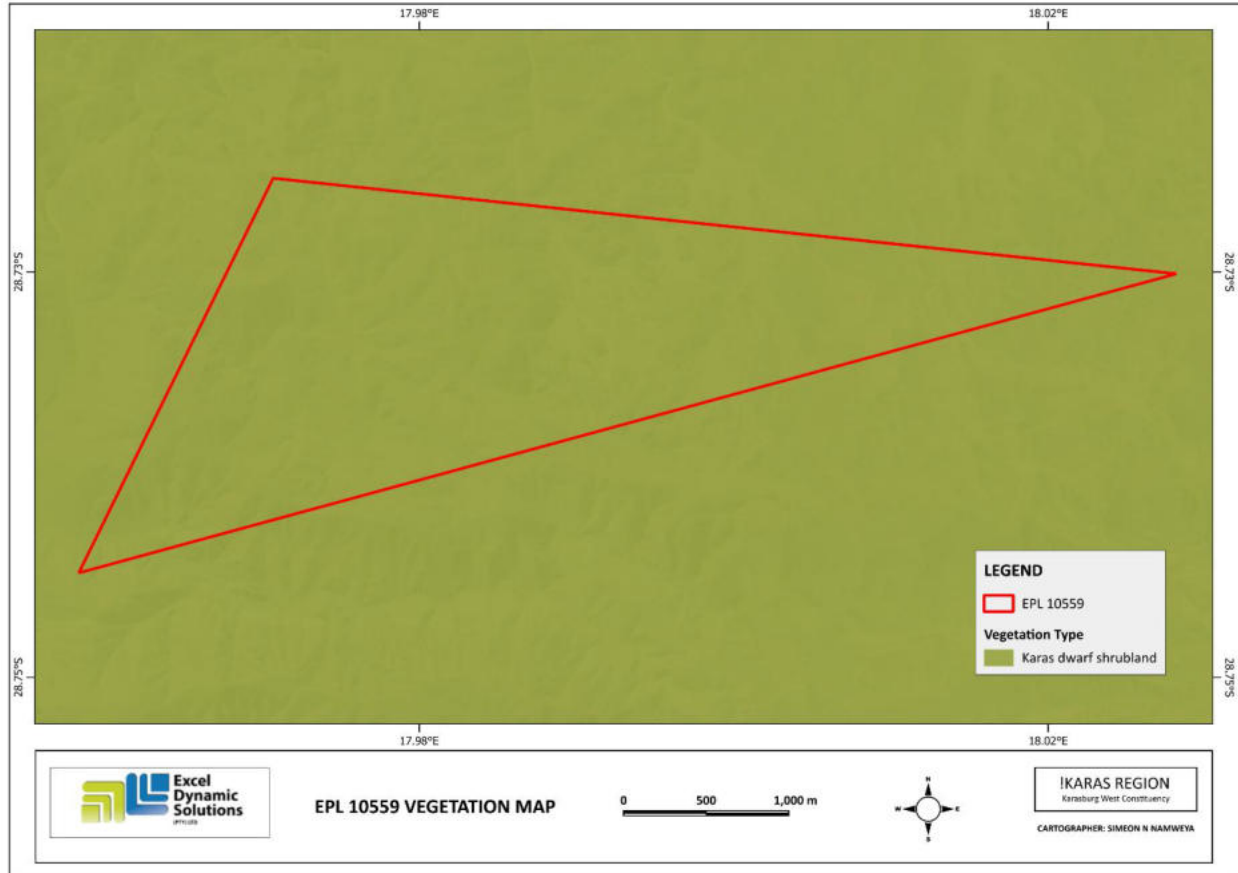 17.98°E
18.02°E
28.73°S
28.73°S
LEGEND
EPL 10559
Vegetation Type
Karas dwarf shrubland
28.75°S
28.75°S
17.98°E
18.02°E
Excel
Dynamic
Solutions
(PTY) LTD
EPL 10559 VEGETATION MAP
0 500 1,000 m
N
W E
S
!KARAS REGION
Karasburg West Constituency
CARTOGRAPHER: SIMEON N NAMWEYA